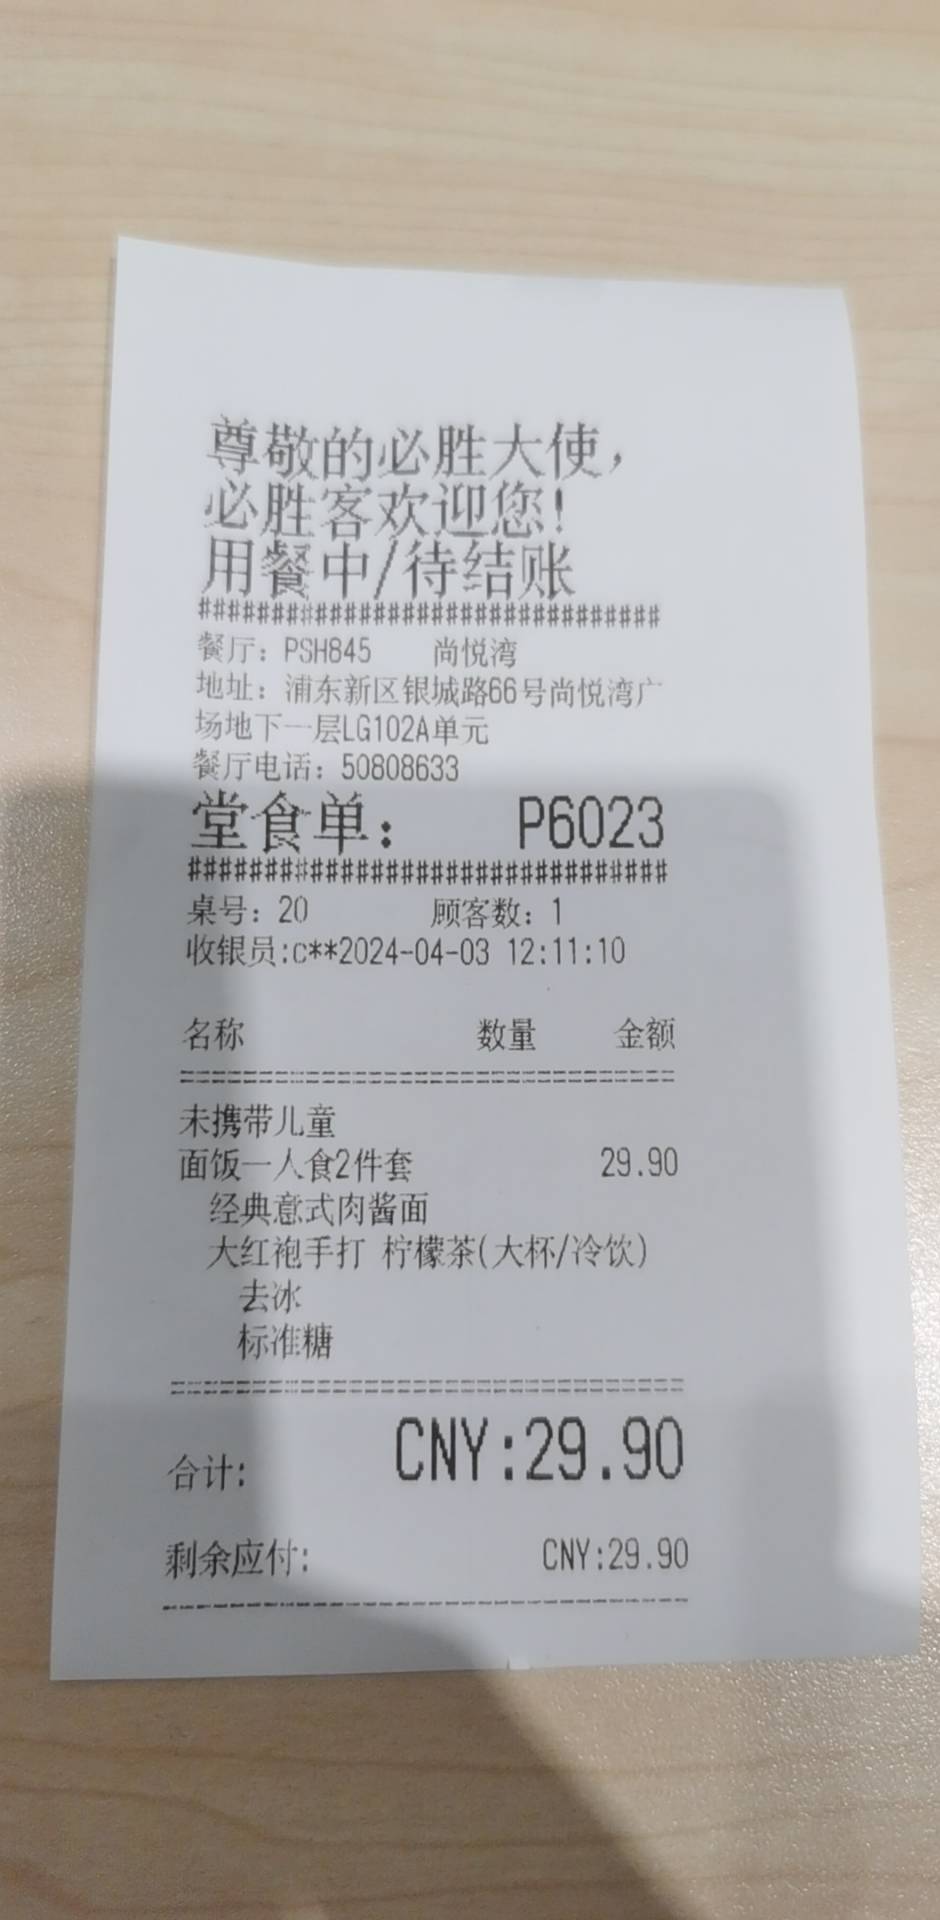 尊敬的必胜大使，
必胜客欢迎您!
用餐中/待结账
####################################
餐厅: PSH845 尚悦湾
地址: 浦东新区银城路66号尚悦湾广
场地下一层LG102A单元
餐厅电话: 50808633
堂食单: P6023
####################################
桌号: 20 顾客数: 1
收银员:c**2024-04-03 12:11:10
名称 数量 金额
====================================
未携带儿童
面饭一人食2件套 29.90
经典意式肉酱面
大红袍手打 柠檬茶(大杯/冷饮)
去冰
标准糖
====================================
合计: CNY:29.90
剩余应付: CNY:29.90
------------------------------------